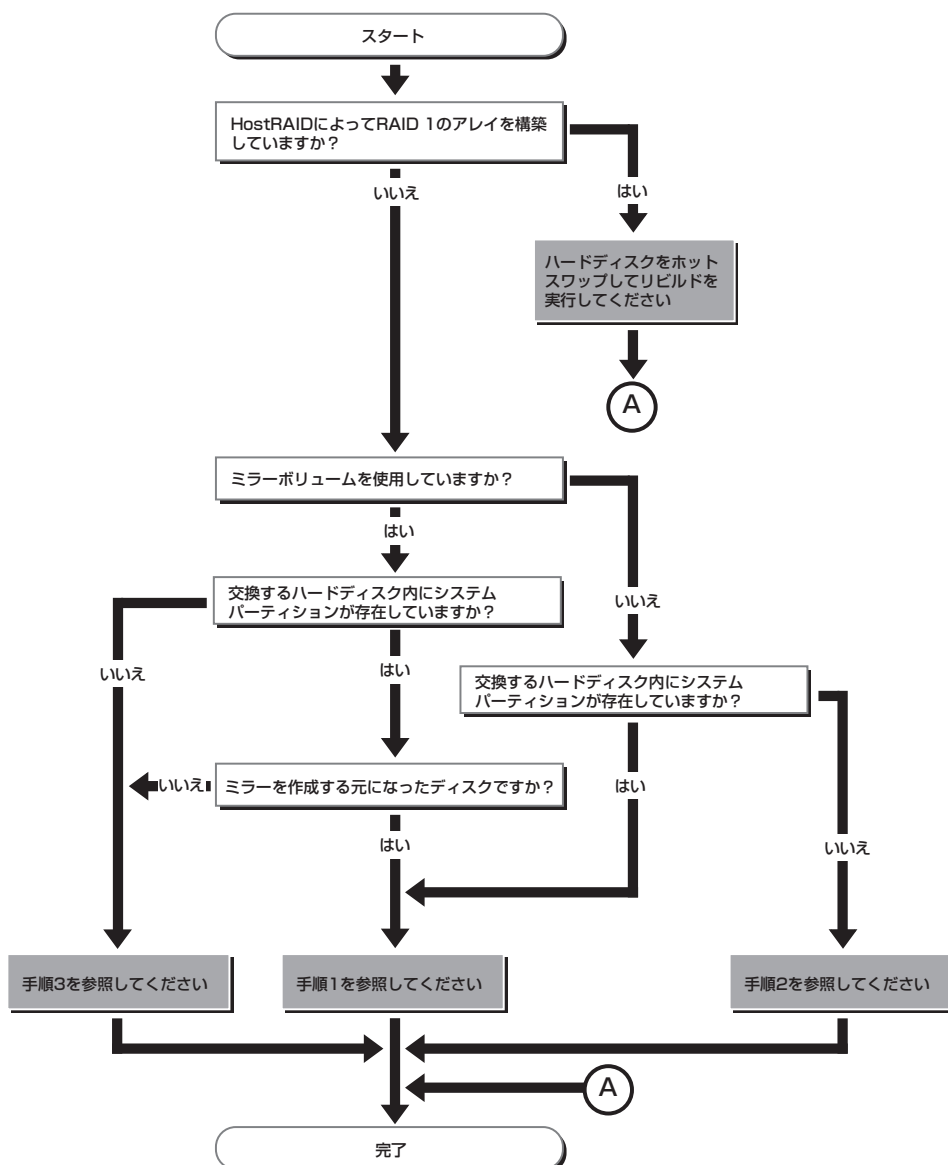 スタート
HostRAIDによってRAID 1のアレイを構築
していますか？
いいえ
はい
ハードディスクをホット
スワップしてリビルドを
実行してください
A
ミラーボリュームを使用していますか？
はい
いいえ
交換するハードディスク内にシステム
パーティションが存在していますか？
いいえ
はい
交換するハードディスク内にシステム
パーティションが存在していますか？
いいえ
ミラーを作成する元になったディスクですか？
はい
はい
いいえ
手順3を参照してください
手順1を参照してください
手順2を参照してください
A
完了